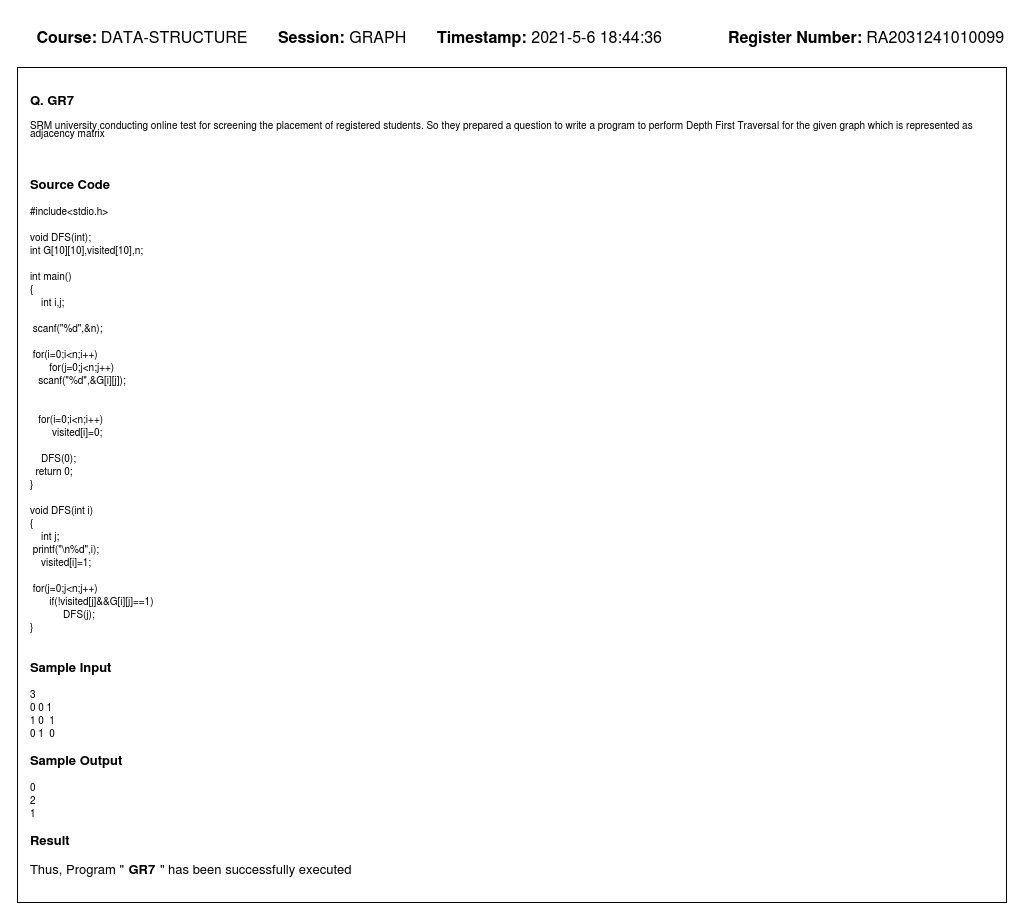 Course: DATA-STRUCTURE Session: GRAPH Timestamp: 2021-5-6 18:44:36 Register Number: RA2031241010099
Q. GR7
SRM university conducting online test for screening the placement of registered students. So they prepared a question to write a program to perform Depth First Traversal for the given graph which is represented as
adjacency matrix
Source Code
#include<stdio.h>
void DFS(int);
int G[10][10],visited[10],n;
int main()
{
int i,j;
scanf("%d",&n);
for(i=0;i<n;i++)
for(j=0;j<n;j++)
scanf("%d",&G[i][j]);
for(i=0;i<n;i++)
visited[i]=0;
DFS(0);
return 0;
}
void DFS(int i)
{
int j;
printf("\n%d",i);
visited[i]=1;
for(j=0;j<n;j++)
if(!visited[j]&&G[i][j]==1)
DFS(j);
}
Sample Input
3
0 0 1
1 0  1
0 1  0
Sample Output
0
2
1
Result
Thus, Program " GR7 " has been successfully executed